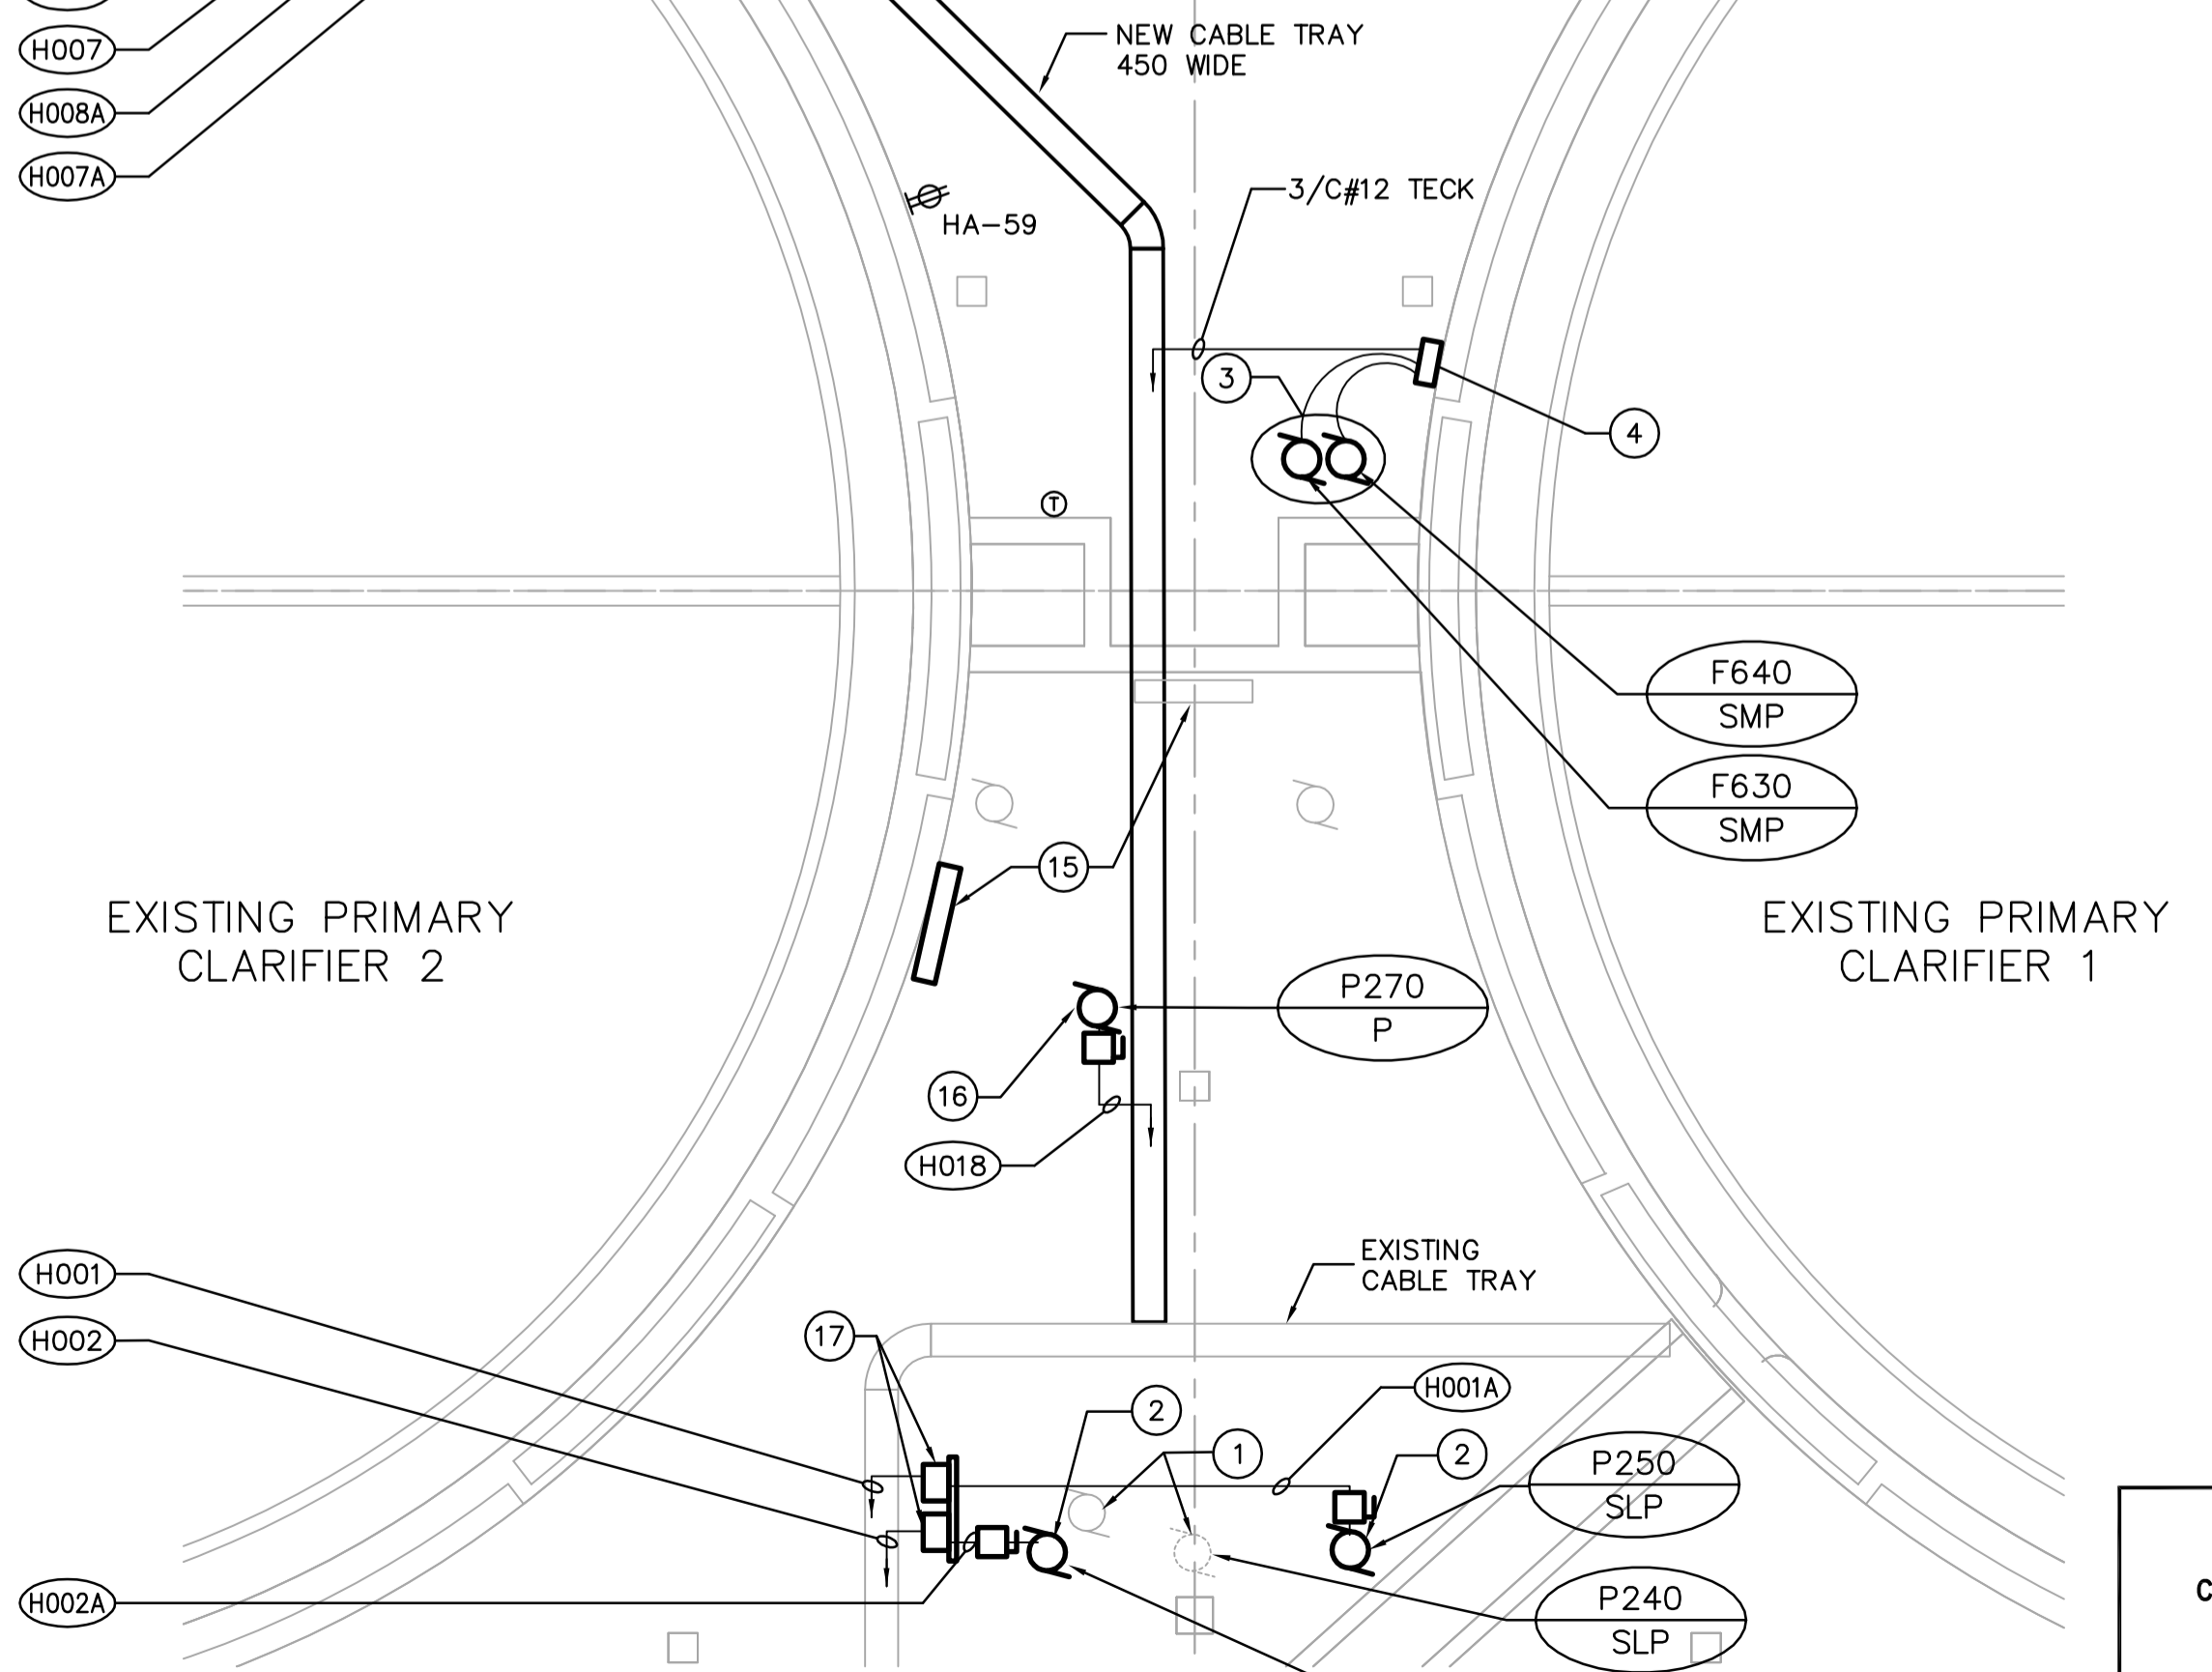 H007
H008A
H007A
NEW CABLE TRAY
450 WIDE
3/C#12 TECK
HA-59
3
4
T
F640
SMP
F630
SMP
15
EXISTING PRIMARY
CLARIFIER 2
EXISTING PRIMARY
CLARIFIER 1
P270
P
16
H018
H001
H002
EXISTING
CABLE TRAY
17
H001A
2
1
2
P250
SLP
H002A
P240
SLP